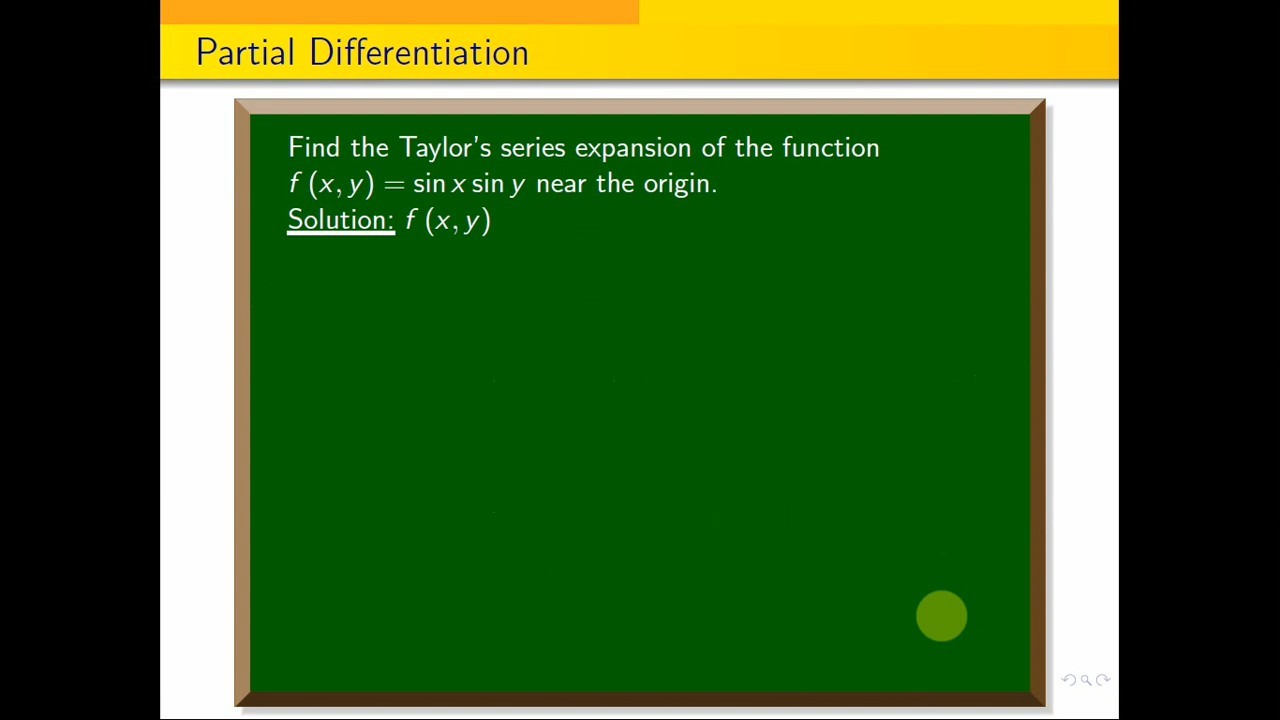 Partial Differentiation
Find the Taylor's series expansion of the function
f (x, y) = sin x sin y near the origin.
Solution: f (x, y)